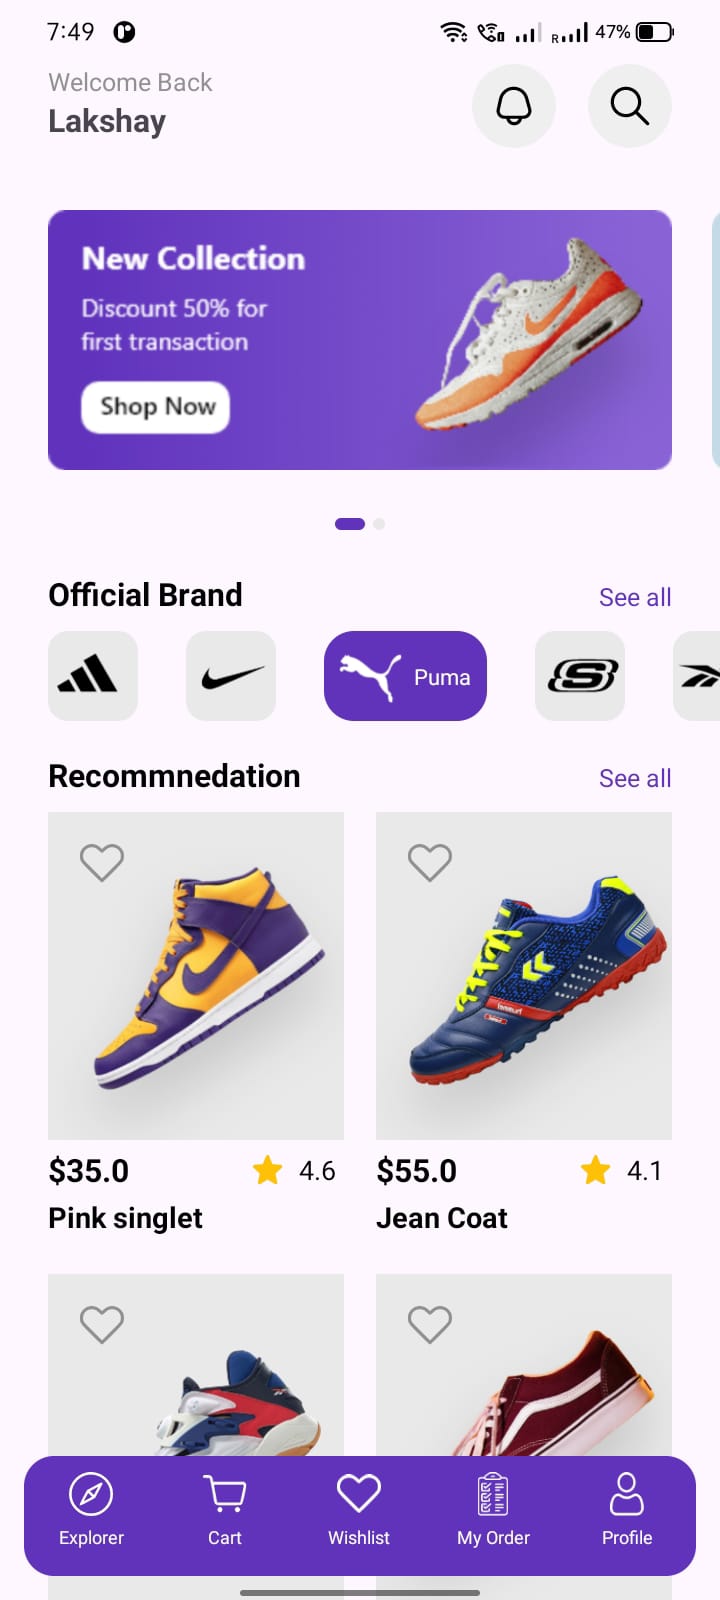 7:49
R
47%
Welcome Back
Lakshay
New Collection
Discount 50% for
first transaction
Shop Now
Official Brand
See all
Puma
Recommnedation
See all
$35.0
4.6
$55.0
4.1
Pink singlet
Jean Coat
Explorer
Cart
Wishlist
My Order
Profile